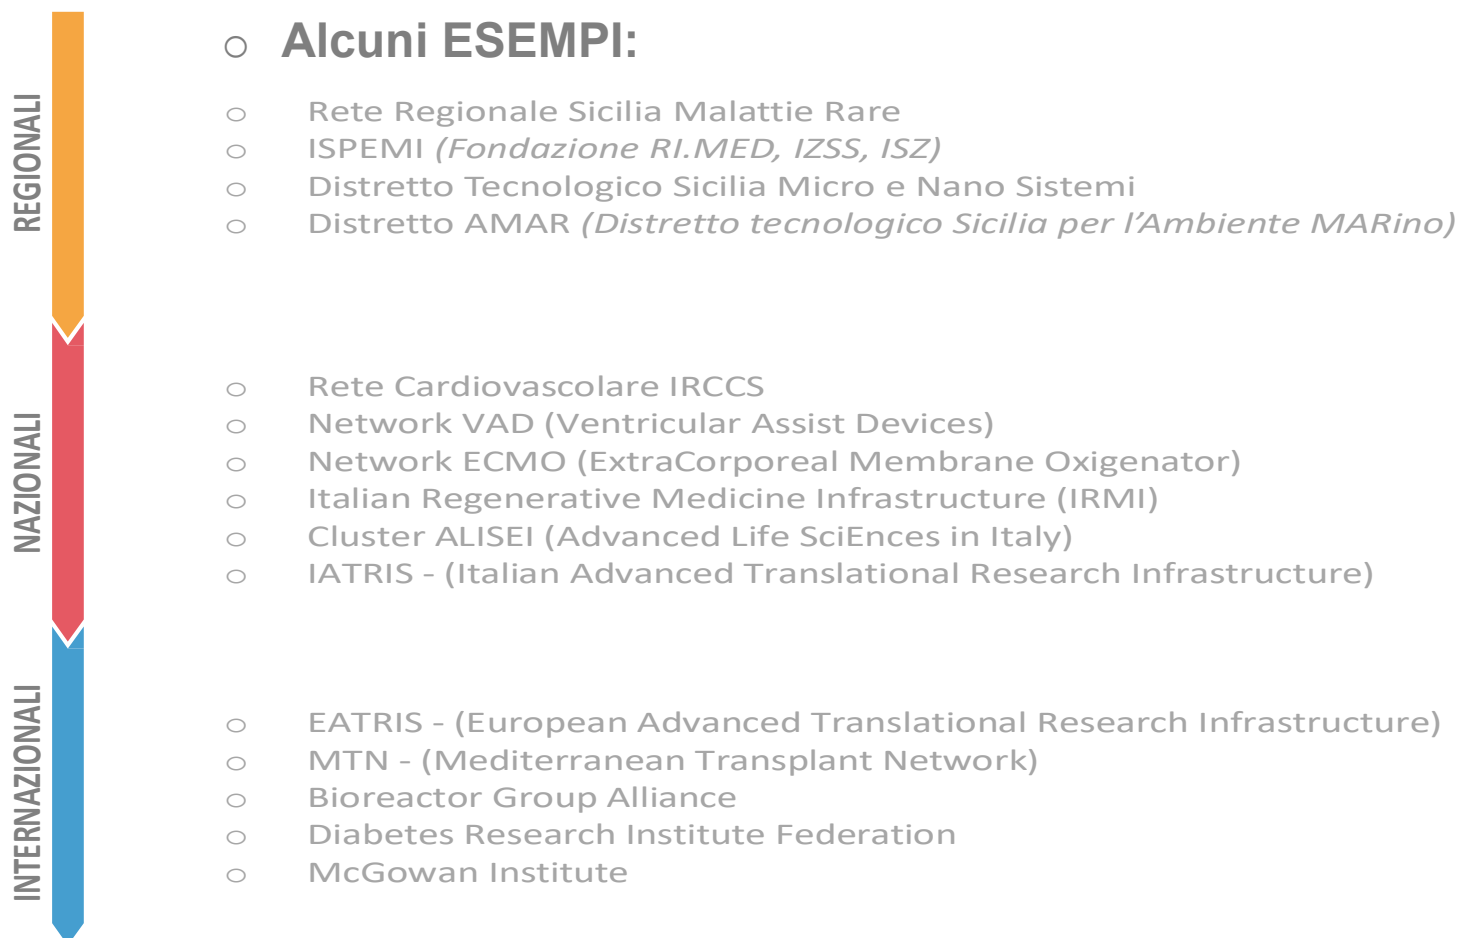 Alcuni ESEMPI:
REGIONALI
Rete Regionale Sicilia Malattie Rare
ISPEMI (Fondazione RI.MED, IZSS, ISZ)
Distretto Tecnologico Sicilia Micro e Nano Sistemi
Distretto AMAR (Distretto tecnologico Sicilia per l’Ambiente MARino)
NAZIONALI
Rete Cardiovascolare IRCCS
Network VAD (Ventricular Assist Devices)
Network ECMO (ExtraCorporeal Membrane Oxigenator)
Italian Regenerative Medicine Infrastructure (IRMI)
Cluster ALISEI (Advanced Life SciEnces in Italy)
IATRIS - (Italian Advanced Translational Research Infrastructure)
INTERNAZIONALI
EATRIS - (European Advanced Translational Research Infrastructure)
MTN - (Mediterranean Transplant Network)
Bioreactor Group Alliance
Diabetes Research Institute Federation
McGowan Institute